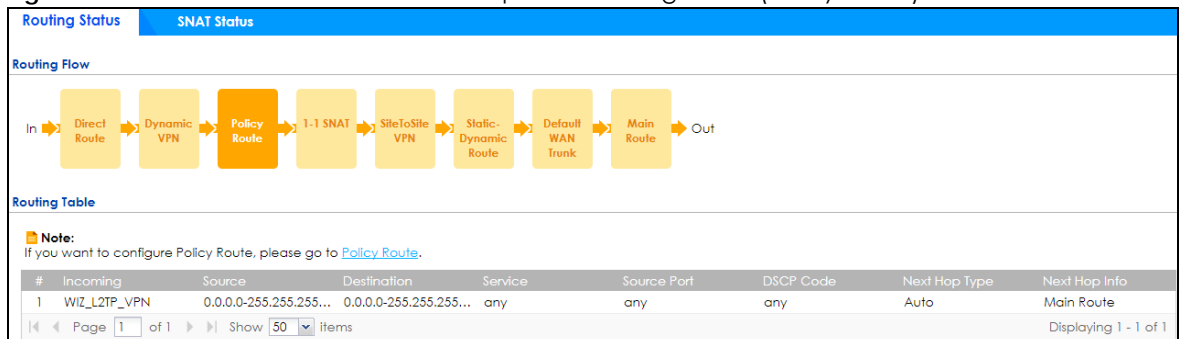 Routing Status SNAT Status
Routing Flow
In Direct Route Dynamic VPN Policy Route 1-1 SNAT SiteToSite VPN Static-Dynamic Route Default WAN Trunk Main Route Out
Routing Table
Note:
If you want to configure Policy Route, please go to Policy Route.
# Incoming Source Destination Service Source Port DSCP Code Next Hop Type Next Hop Info
1 WIZ_L2TP_VPN 0.0.0.0-255.255.255... 0.0.0.0-255.255.255... any any any Auto Main Route
Page 1 of 1 Show 50 items Displaying 1 - 1 of 1